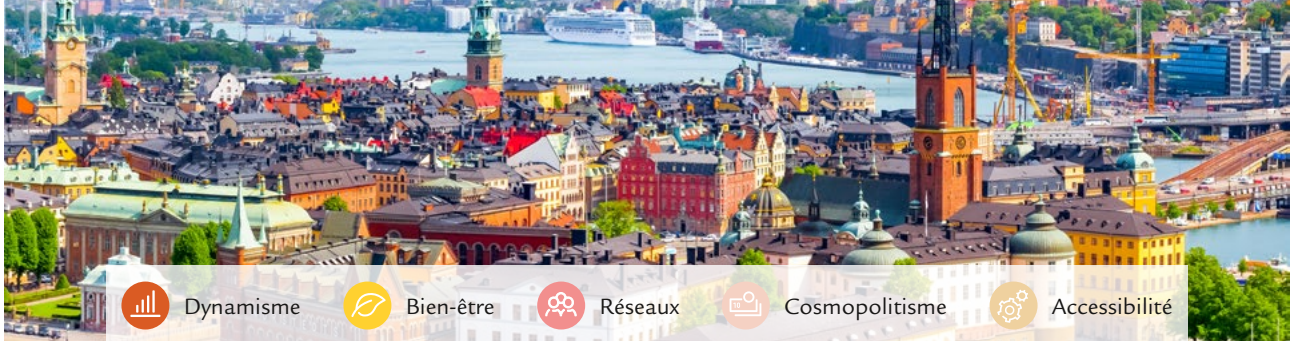 Dynamisme
Bien-être
Réseaux
Cosmopolitisme
Accessibilité